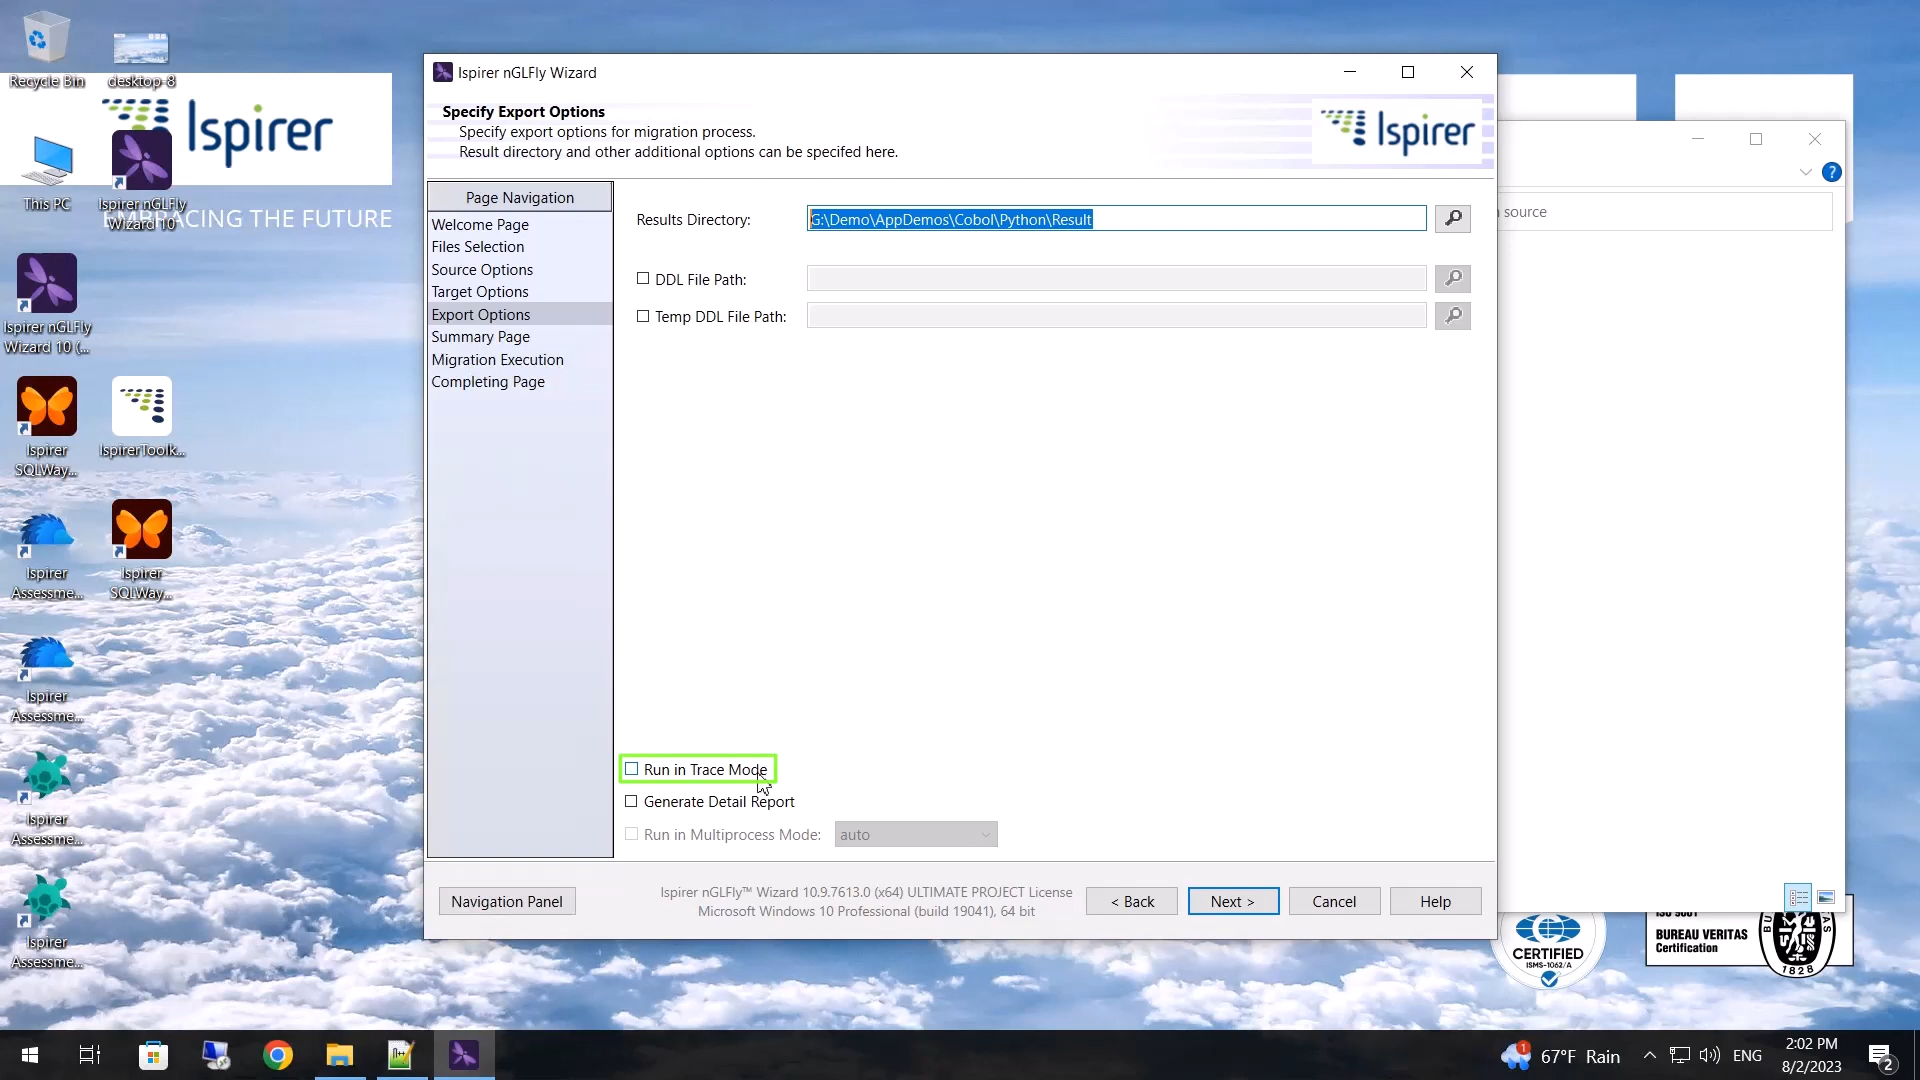 Recycle Bin
desktop-8
Ispirer
This PC
Ispirer nGLFly
Wizard 10
EMBRACING THE FUTURE
Ispirer nGLFly
Wizard 10 (...
Ispirer
SQLWay...
IspirerToolk...
Ispirer
Assessme...
Ispirer
SQLWay...
Ispirer
Assessme...
Ispirer
Assessme...
Ispirer
Assessme...
Ispirer nGLFly Wizard
Specify Export Options
Specify export options for migration process.
Result directory and other additional options can be specifed here.
Ispirer
Page Navigation
Welcome Page
Files Selection
Source Options
Target Options
Export Options
Summary Page
Migration Execution
Completing Page
Results Directory:
G:\Demo\AppDemos\Cobol\Python\Result
DDL File Path:
Temp DDL File Path:
Run in Trace Mode
Generate Detail Report
Run in Multiprocess Mode:
auto
Navigation Panel
Ispirer nGLFly™ Wizard 10.9.7613.0 (x64) ULTIMATE PROJECT License
Microsoft Windows 10 Professional (build 19041), 64 bit
< Back
Next >
Cancel
Help
?
source
CERTIFIED
ISMS-1062/A
ISO 9001
BUREAU VERITAS
Certification
1828
1
67°F Rain
ENG
2:02 PM
8/2/2023
2